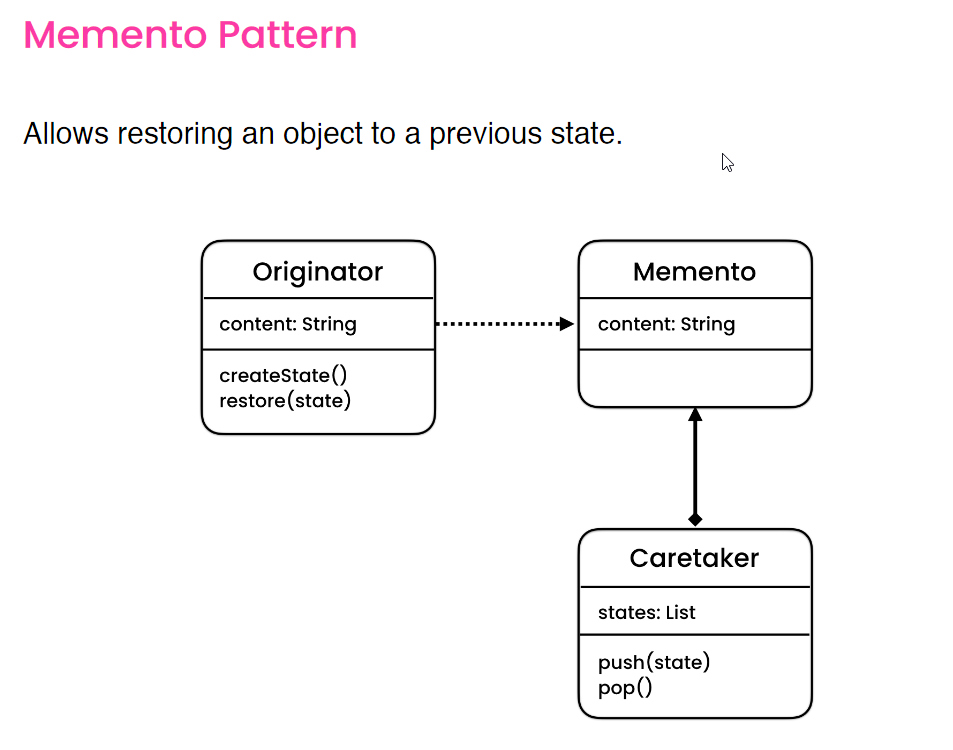 Memento Pattern
Allows restoring an object to a previous state.
Originator
content: String
createState()
restore(state)
Memento
content: String
Caretaker
states: List
push(state)
pop()